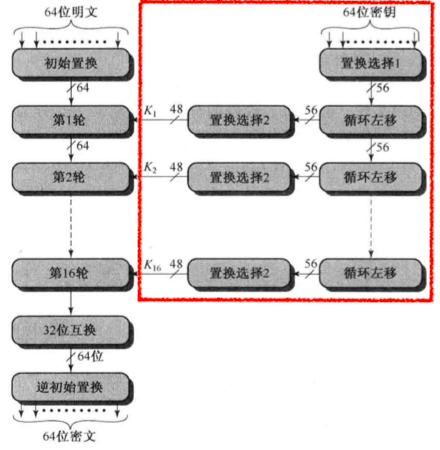 64位明文 64位密钥
初始置换 置换选择1
64 56
第1轮 K1 48 置换选择2 56 循环左移
64 56
第2轮 K2 48 置换选择2 56 循环左移
第16轮 K16 48 置换选择2 56 循环左移
32位互换
64位
逆初始置换
64位密文